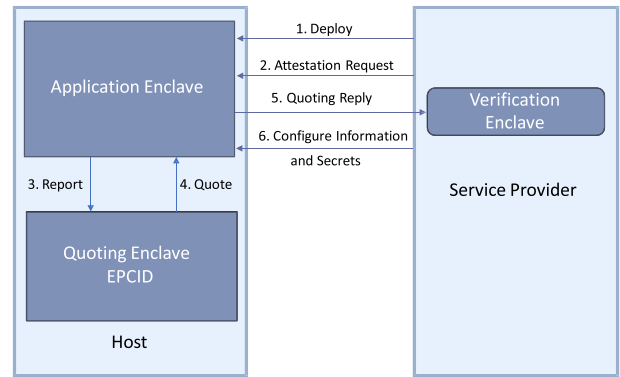 1. Deploy
2. Attestation Request
Application Enclave
5. Quoting Reply
Verification
Enclave
6. Configure Information
and Secrets
3. Report
4. Quote
Service Provider
Quoting Enclave
EPCID
Host